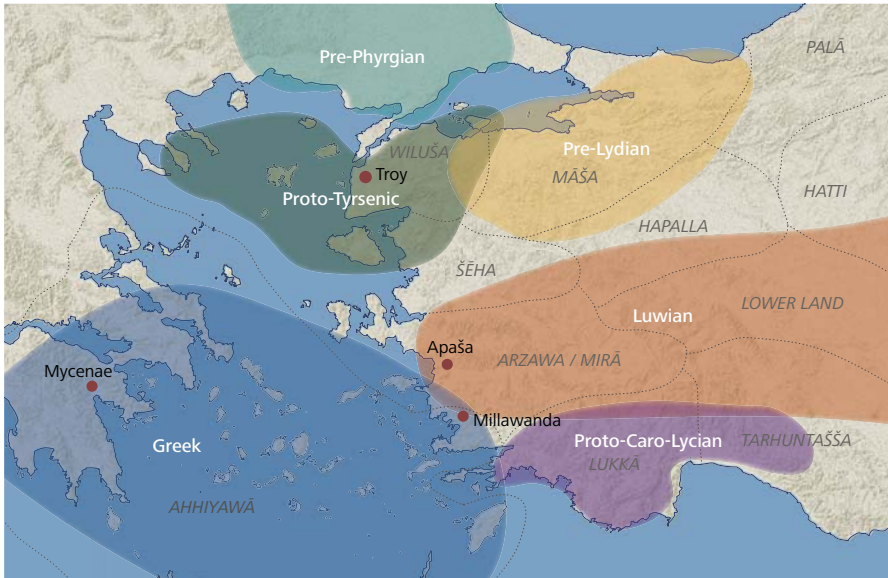 Pre-Phyrgian
PALĀ
WILUŠA
Pre-Lydian
Troy
MĀŠA
Proto-Tyrsenic
HATTI
HAPALLA
ŠĒHA
LOWER LAND
Luwian
Apaša
ARZAWA / MIRĀ
Mycenae
Millawanda
Greek
Proto-Caro-Lycian
TARHUNTAŠŠA
LUKKĀ
AHHIYAWĀ